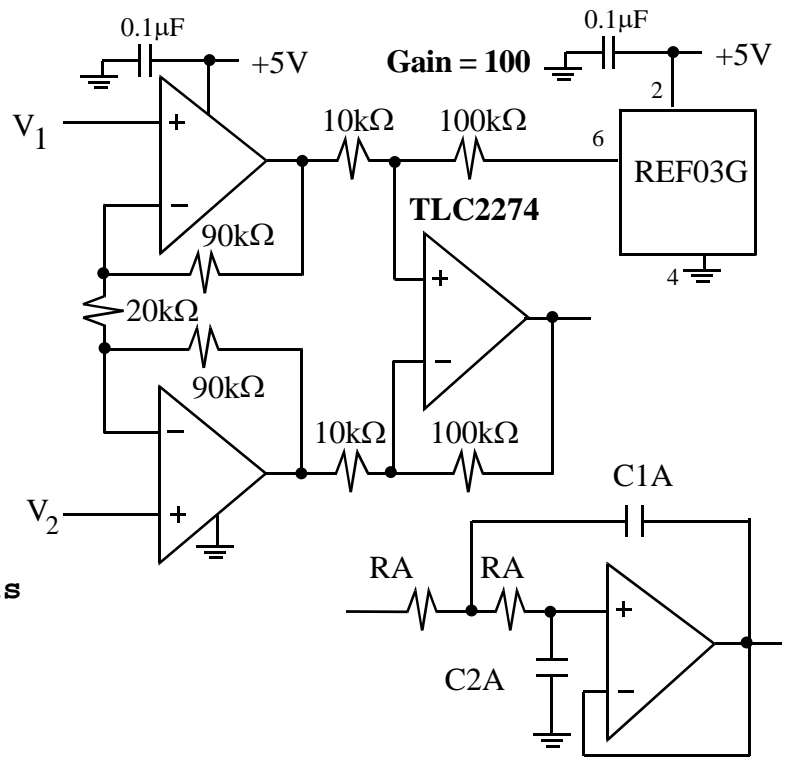 0.1µF
+5V
Gain = 100
0.1µF
+5V
2
V1
+
10kΩ
100kΩ
6
REF03G
−
TLC2274
90kΩ
4
+
20kΩ
−
90kΩ
−
10kΩ
100kΩ
V2
+
C1A
RA
RA
+
C2A
−